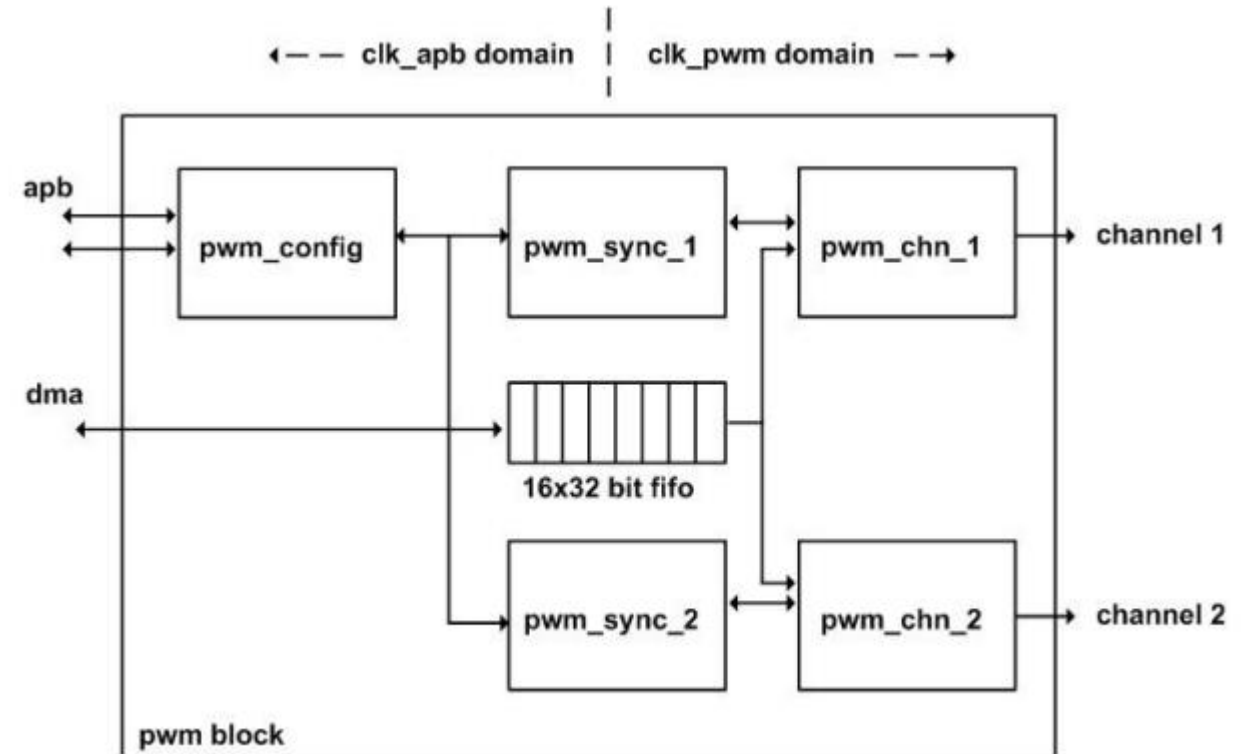 clk_apb domain
clk_pwm domain
apb
pwm_config
pwm_sync_1
pwm_chn_1
channel 1
dma
16x32 bit fifo
pwm_sync_2
pwm_chn_2
channel 2
pwm block